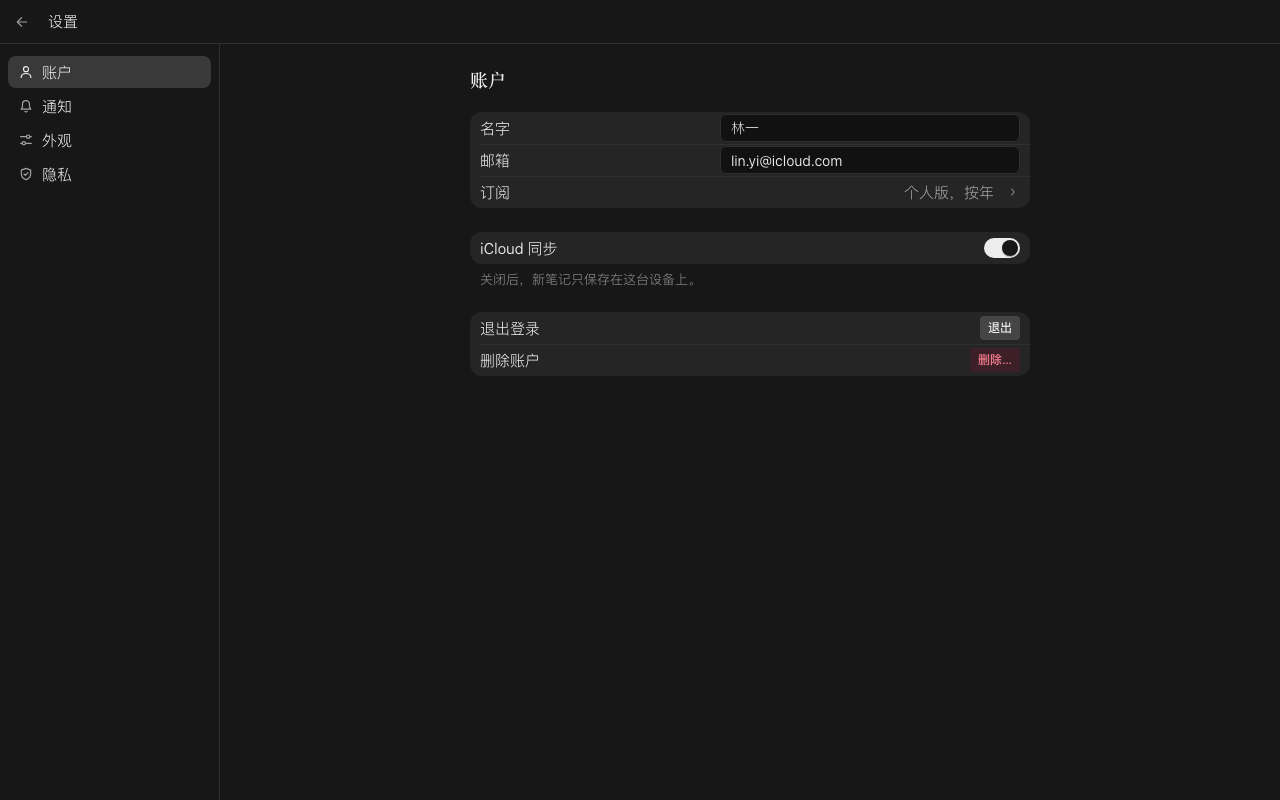 设置
账户
通知
外观
隐私
账户
名字 林一
邮箱 lin.yi@icloud.com
订阅 个人版，按年
iCloud 同步
关闭后，新笔记只保存在这台设备上。
退出登录 退出
删除账户 删除...